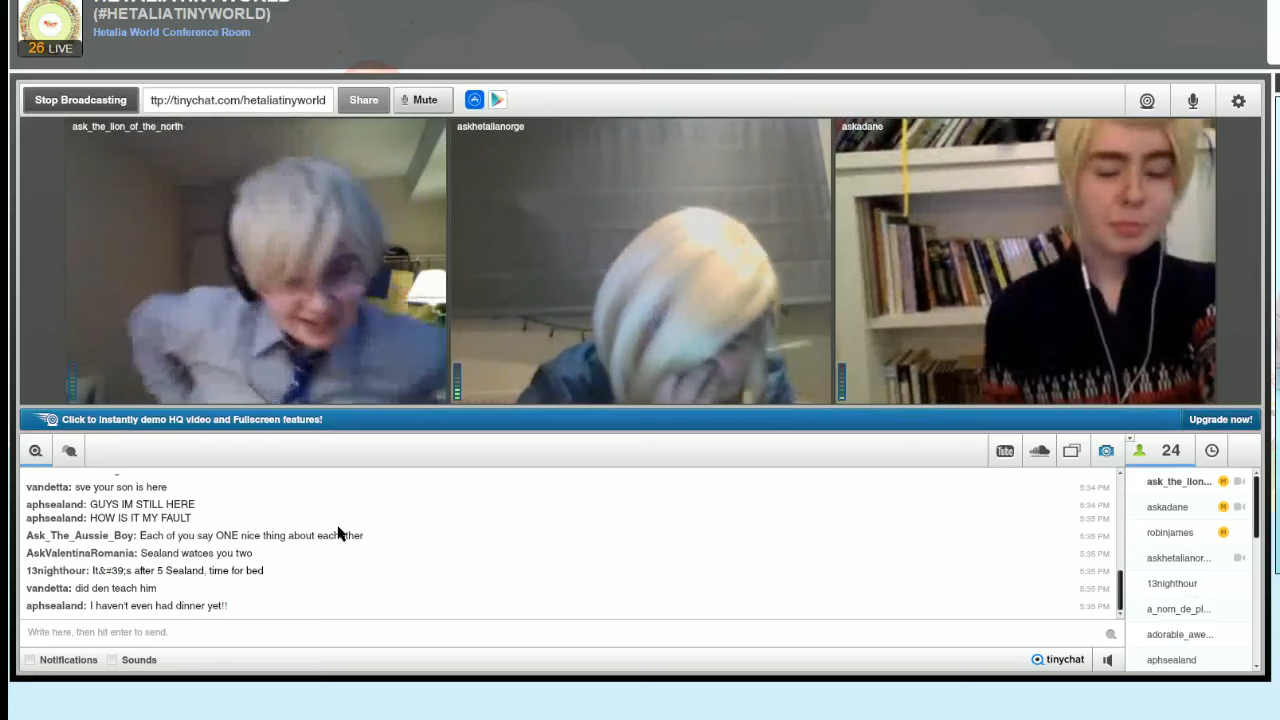 HETALIATINYWORLD
(#HETALIATINYWORLD)
Hetalia World Conference Room
26 LIVE
Stop Broadcasting
ttp://tinychat.com/hetaliatinyworld
Share
Mute
ask_the_lion_of_the_north
askhetalianorge
askadane
Click to instantly demo HQ video and Fullscreen features!
Upgrade now!
You Tube
24
vandetta: sve your son is here 5:34 PM
aphsealand: GUYS IM STILL HERE 5:34 PM
aphsealand: HOW IS IT MY FAULT 5:35 PM
Ask_The_Aussie_Boy: Each of you say ONE nice thing about eachother 5:35 PM
AskValentinaRomania: Sealand watces you two 5:35 PM
13nighthour: It&#39;s after 5 Sealand, time for bed 5:35 PM
vandetta: did den teach him 5:35 PM
aphsealand: I haven't even had dinner yet!! 5:35 PM
ask_the_lion...
askadane
robinjames
askhetalianor...
13nighthour
a_nom_de_pl...
adorable_awe...
aphsealand
Write here, then hit enter to send.
Notifications
Sounds
tinychat